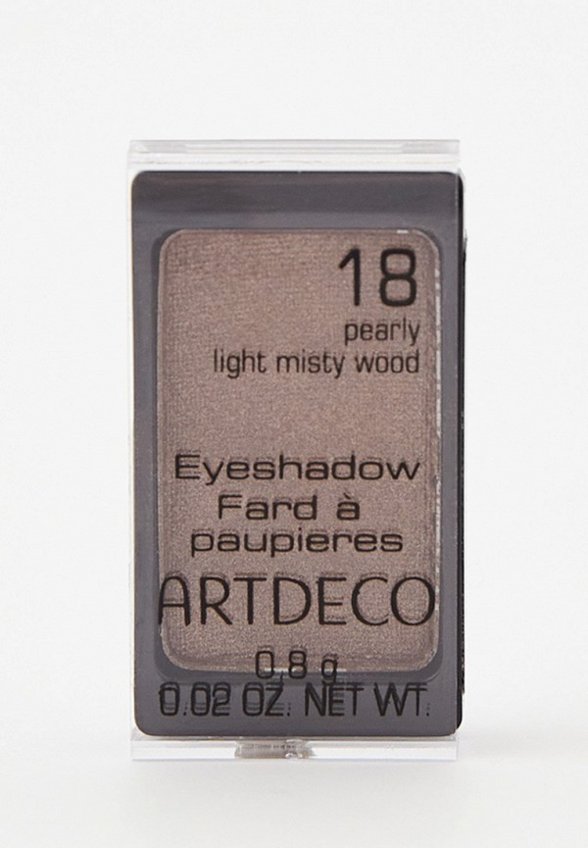 18
pearly
light misty wood
Eyeshadow
Fard à
paupieres
ARTDECO
0,8 g
0.02 OZ. NET WT.